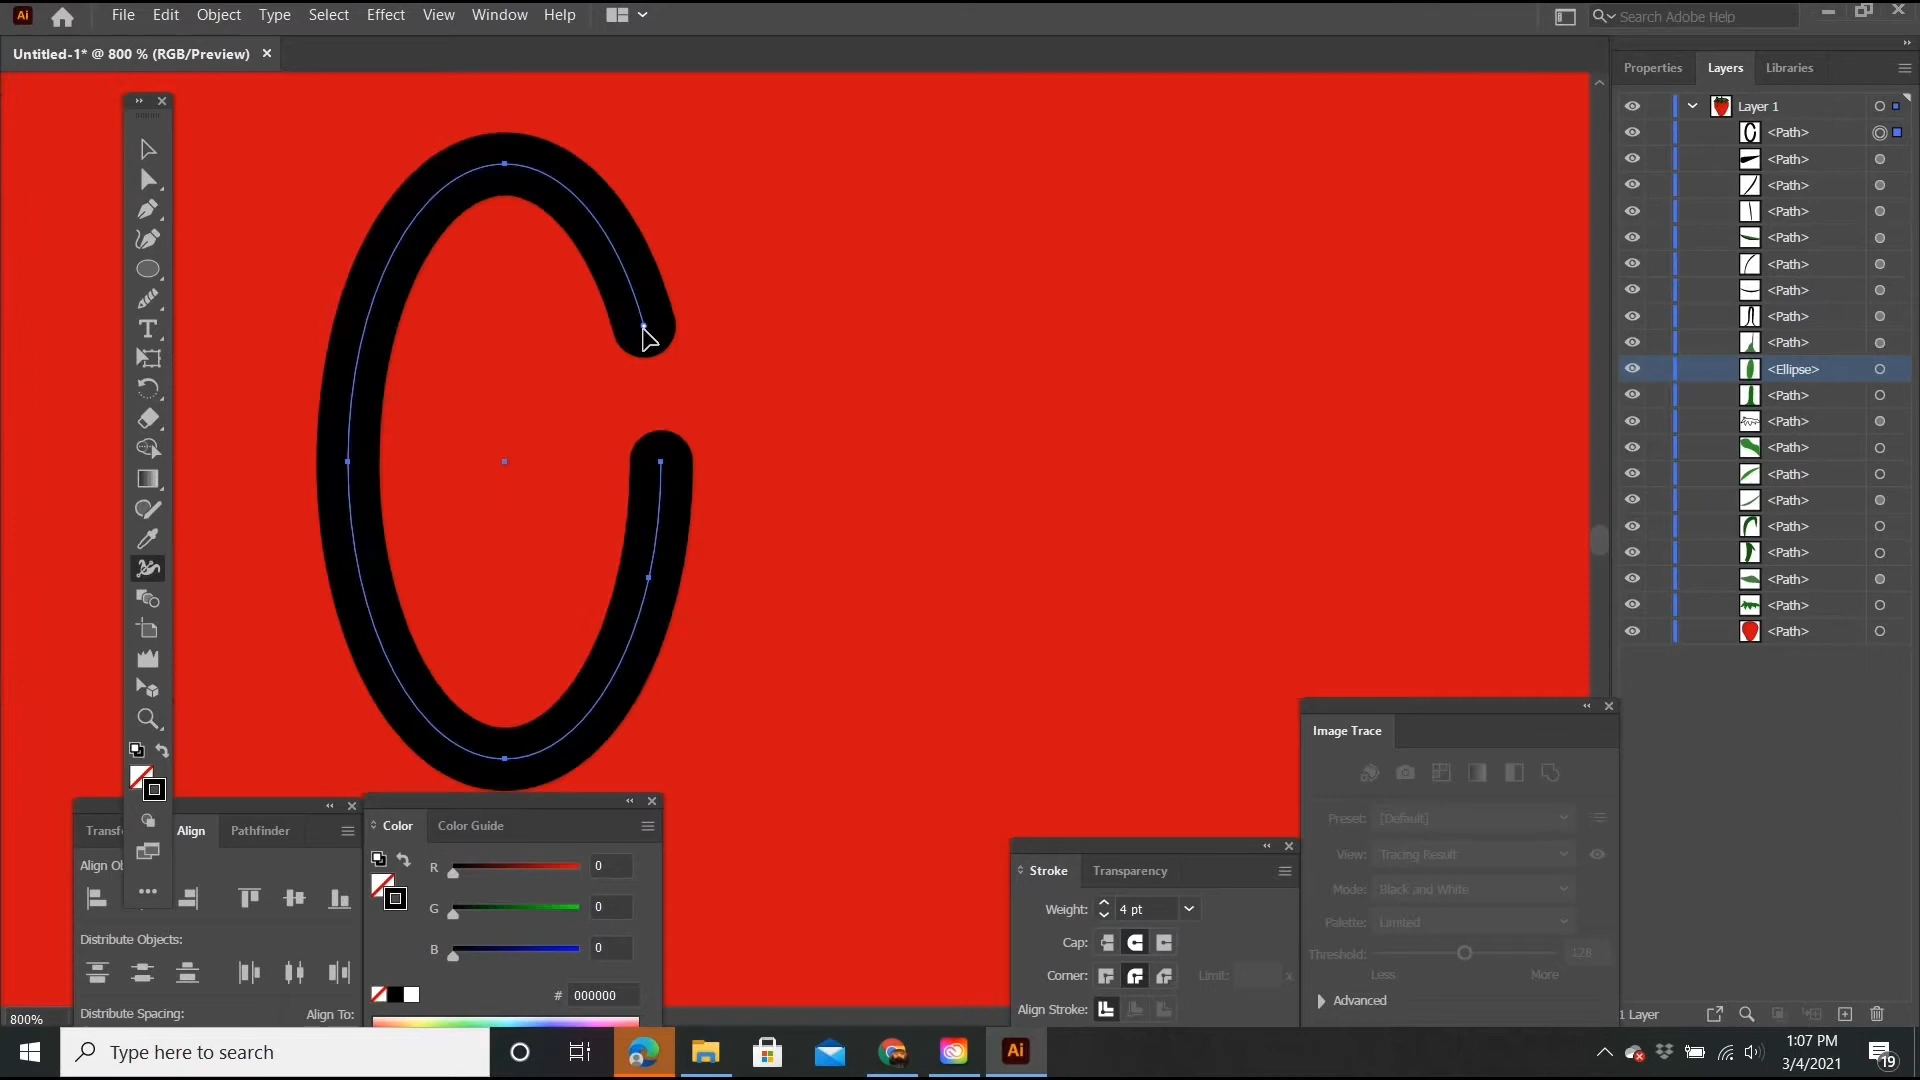 Ai File Edit Object Type Select Effect View Window Help Search Adobe Help
Untitled-1* @ 800 % (RGB/Preview)
Properties Layers Libraries
Layer 1
<Path>
<Path>
<Path>
<Path>
<Path>
<Path>
<Path>
<Path>
<Path>
<Ellipse>
<Path>
<Path>
<Path>
<Path>
<Path>
<Path>
<Path>
<Path>
<Path>
<Path>
Image Trace
Preset: [Default]
View: Tracing Result
Mode: Black and White
Palette: Limited
Threshold: 128
Less More
Advanced
Transfo Align Pathfinder
Align Ob
Distribute Objects:
Distribute Spacing: Align To:
Color Color Guide
R 0
G 0
B 0
# 000000
Stroke Transparency
Weight: 4 pt
Cap:
Corner: Limit: x
Align Stroke:
800%
1 Layer
Type here to search
Ai
1:07 PM
3/4/2021
19